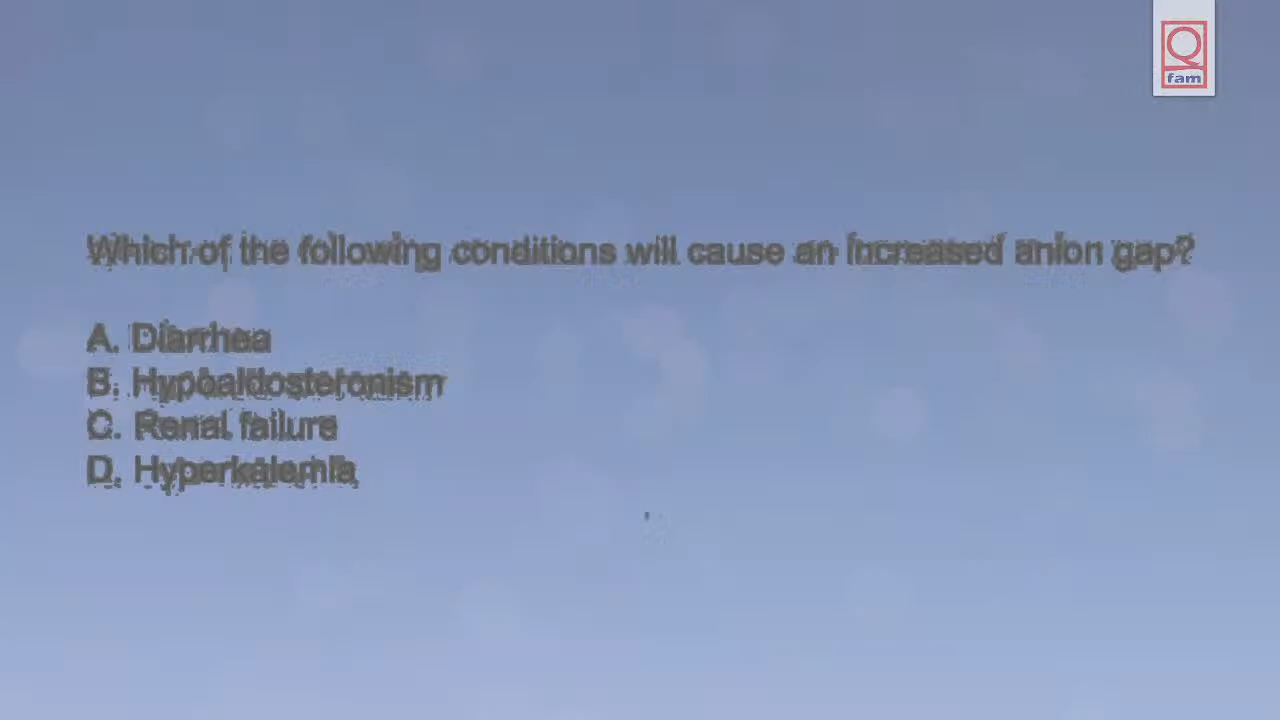 Q
fam
Which of the following conditions will cause an increased anion gap?
A. Diarrhea
B. Hypoaldosteronism
C. Renal failure
D. Hyperkalemia